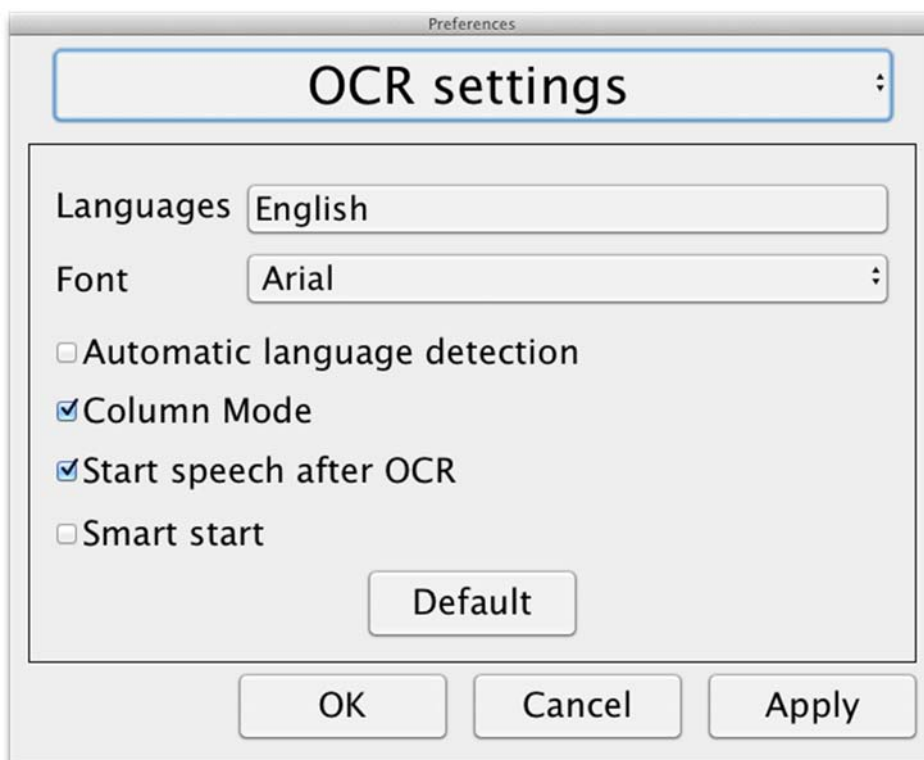 Preferences
OCR settings
Languages English
Font Arial
Automatic language detection
Column Mode
Start speech after OCR
Smart start
Default
OK Cancel Apply